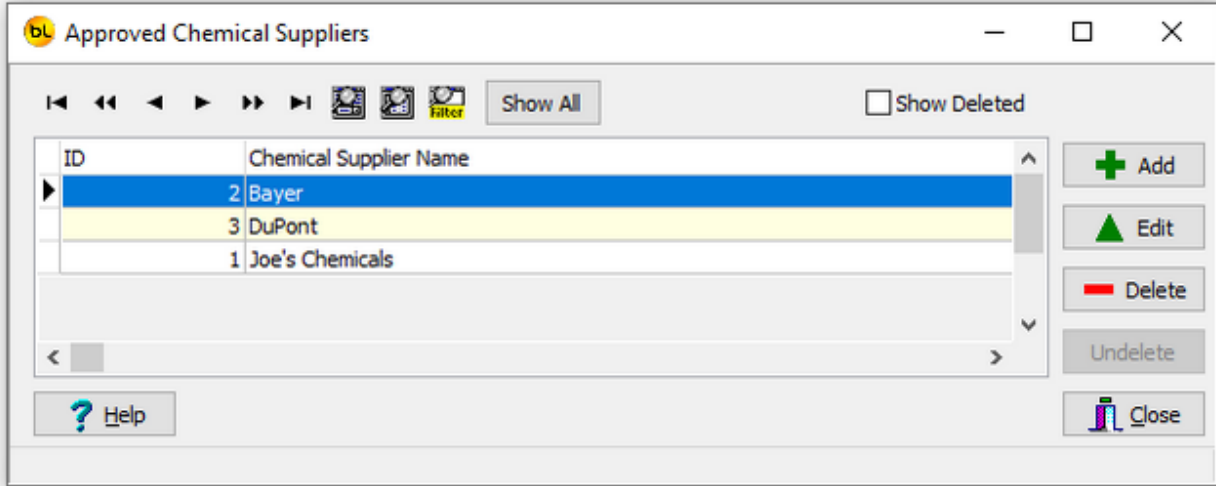 bL Approved Chemical Suppliers
Filter Show All Show Deleted
ID Chemical Supplier Name
2 Bayer
3 DuPont
1 Joe's Chemicals
Add
Edit
Delete
Undelete
? Help
Close